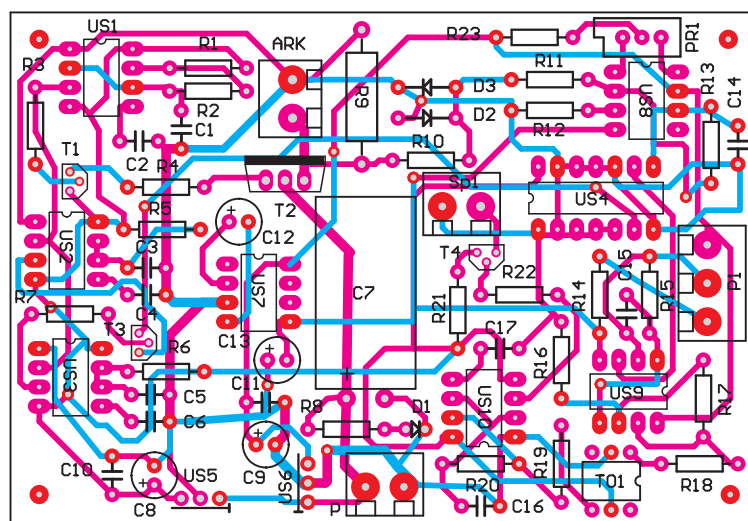 US1
R1
ARK
R23
PR1
R3
R9
D3
R11
US8
R13
C14
R2
C1
D2
R12
T1
C2
R4
R10
T2
Sp1
US4
R5
US2
C12
T4
C3
US7
C7
R22
C15
P1
R7
C4
R21
R14
R15
T3
C13
C17
R6
R16
US3
C11
US10
US9
C5
R8
D1
R17
C6
C10
US5
C9
US6
R20
R19
TO1
R18
C8
P
C16